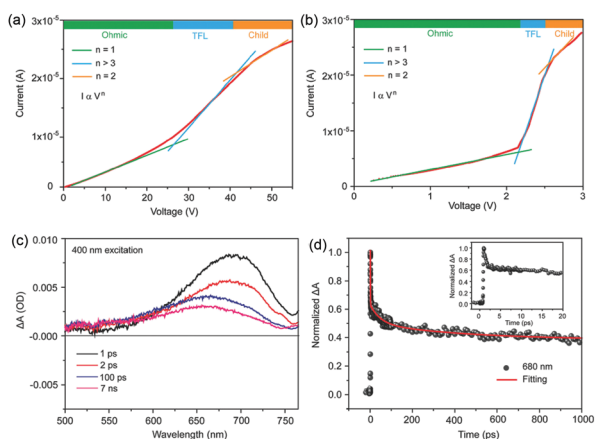 (a)
Ohmic TFL Child
n = 1
n > 3
n = 2
I α Vⁿ
3x10⁻⁵
2x10⁻⁵
1x10⁻⁵
0
Current (A)
0 10 20 30 40 50
Voltage (V)
(b)
Ohmic TFL Child
n = 1
n > 3
n = 2
I α Vⁿ
3x10⁻⁵
2x10⁻⁵
1x10⁻⁵
0
Current (A)
0 1 2 3
Voltage (V)
(c)
400 nm excitation
0.010
0.005
-0.000
-0.005
ΔA (OD)
1 ps
2 ps
100 ps
7 ns
500 550 600 650 700 750
Wavelength (nm)
(d)
1.0
0.8
0.6
0.4
0.2
0.0
Normalized ΔA
1.0
0.8
0.6
0.4
0.2
0.0
Normalized ΔA
0 5 10 15 20
Time (ps)
680 nm
Fitting
0 200 400 600 800 1000
Time (ps)